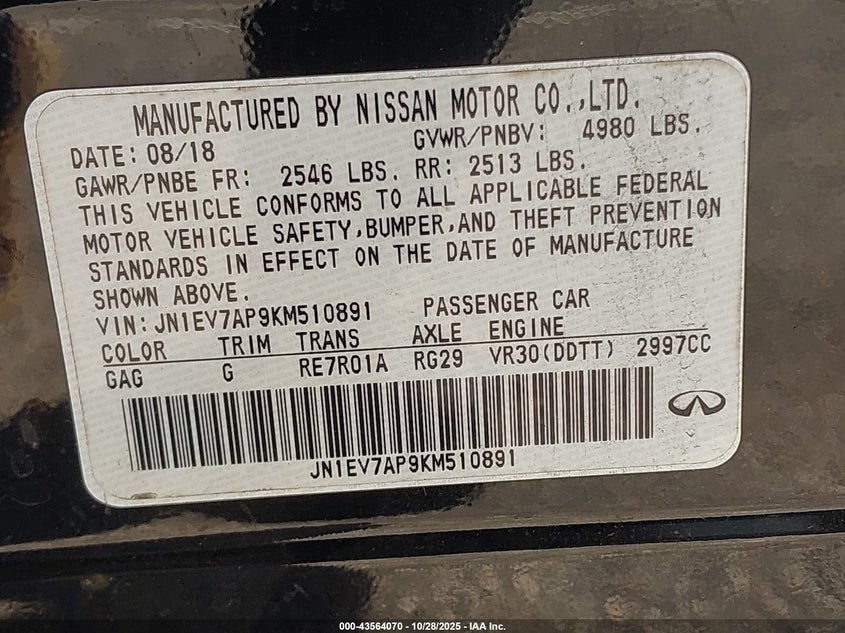 MANUFACTURED BY NISSAN MOTOR CO.,LTD.
DATE: 08/18 GVWR/PNBV: 4980 LBS.
GAWR/PNBE FR: 2546 LBS. RR: 2513 LBS.
THIS VEHICLE CONFORMS TO ALL APPLICABLE FEDERAL
MOTOR VEHICLE SAFETY,BUMPER,AND THEFT PREVENTION
STANDARDS IN EFFECT ON THE DATE OF MANUFACTURE
SHOWN ABOVE.
VIN: JN1EV7AP9KM510891 PASSENGER CAR
COLOR TRIM TRANS AXLE ENGINE
GAG G RE7R01A RG29 VR30(DDTT) 2997CC
JN1EV7AP9KM510891
000-43564070 - 10/28/2025 - IAA Inc.